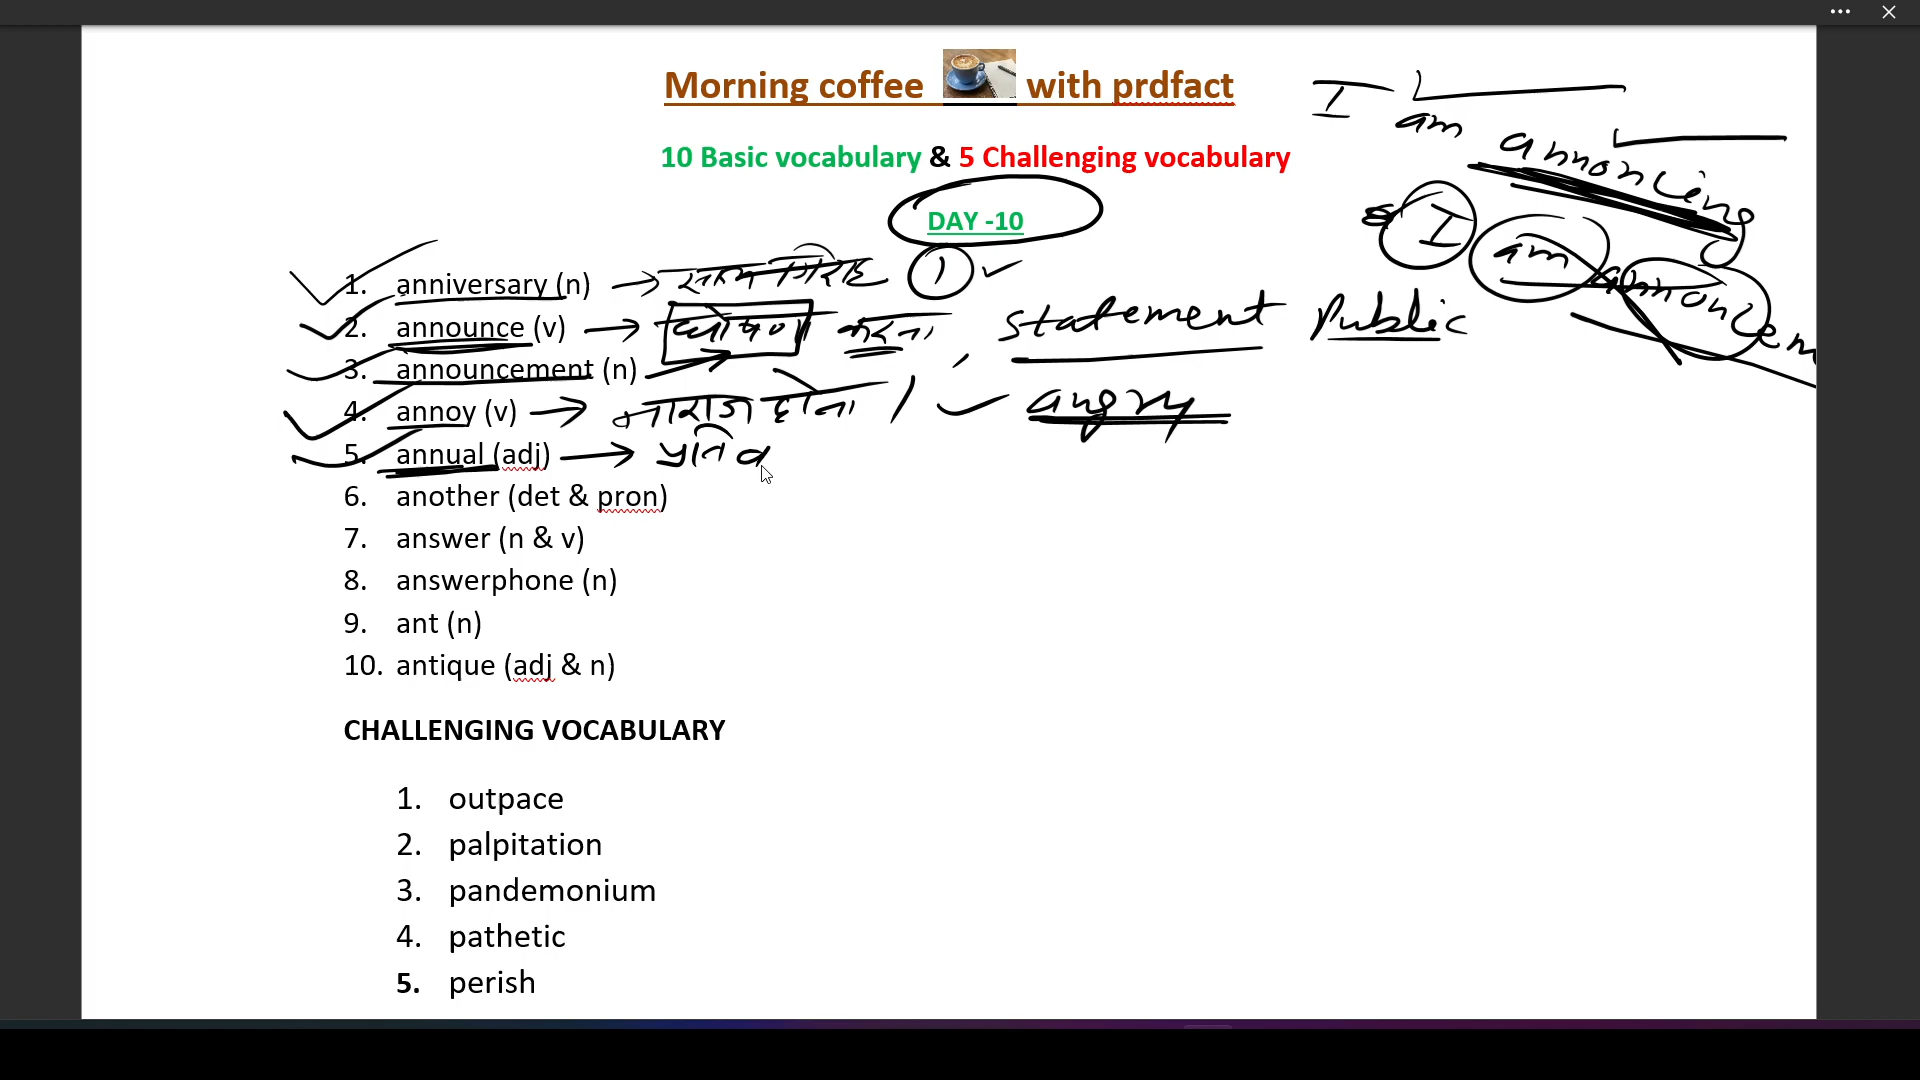 Morning coffee with prdfact
10 Basic vocabulary & 5 Challenging vocabulary
DAY -10
I am
annoncing
I am
1. anniversary (n) → सालगिरह 1
2. announce (v) → घोषणा करना, statement Public
3. announcement (n)
4. annoy (v) → नाराज होना / angry
5. annual (adj) → प्रति व
6. another (det & pron)
7. answer (n & v)
8. answerphone (n)
9. ant (n)
10. antique (adj & n)
CHALLENGING VOCABULARY
1. outpace
2. palpitation
3. pandemonium
4. pathetic
5. perish